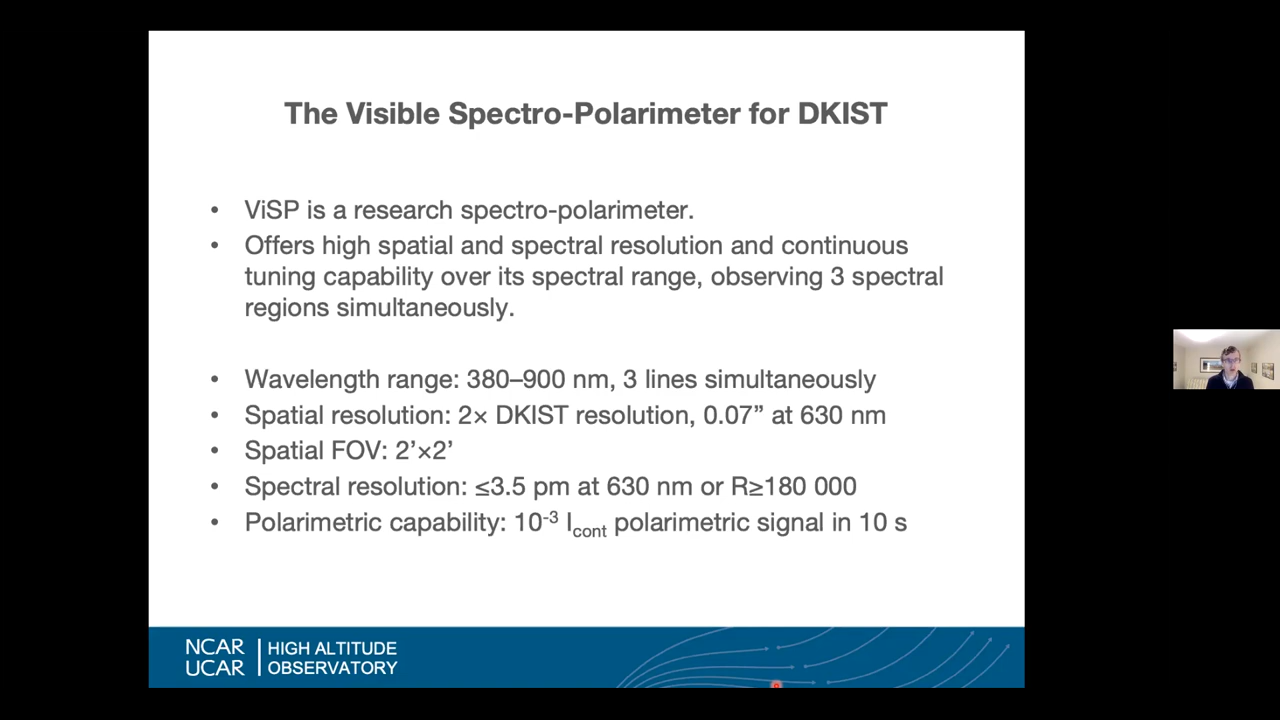 The Visible Spectro-Polarimeter for DKIST
• ViSP is a research spectro-polarimeter.
• Offers high spatial and spectral resolution and continuous
tuning capability over its spectral range, observing 3 spectral
regions simultaneously.
• Wavelength range: 380–900 nm, 3 lines simultaneously
• Spatial resolution: 2× DKIST resolution, 0.07” at 630 nm
• Spatial FOV: 2’×2’
• Spectral resolution: ≤3.5 pm at 630 nm or R≥180 000
• Polarimetric capability: 10⁻³ Icont polarimetric signal in 10 s
NCAR
UCAR
HIGH ALTITUDE
OBSERVATORY